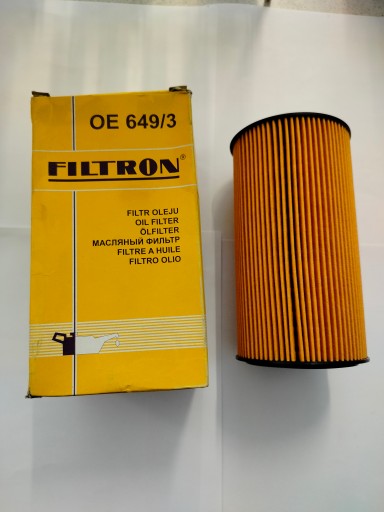 OE 649/3
FILTRON®
FILTR OLEJU
OIL FILTER
ÖLFILTER
МАСЛЯНЫЙ ФИЛЬТР
FILTRE A HUILE
FILTRO OLIO